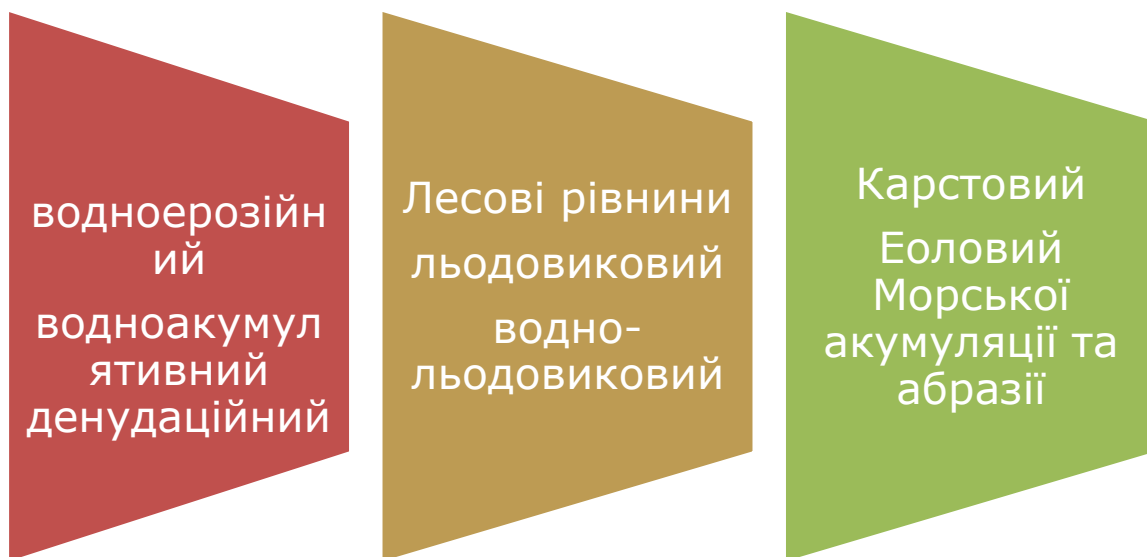 водноерозійн
ий
водноакумул
ятивний
денудаційний
Лесові рівнини
льодовиковий
водно-
льодовиковий
Карстовий
Еоловий
Морської
акумуляції та
абразії